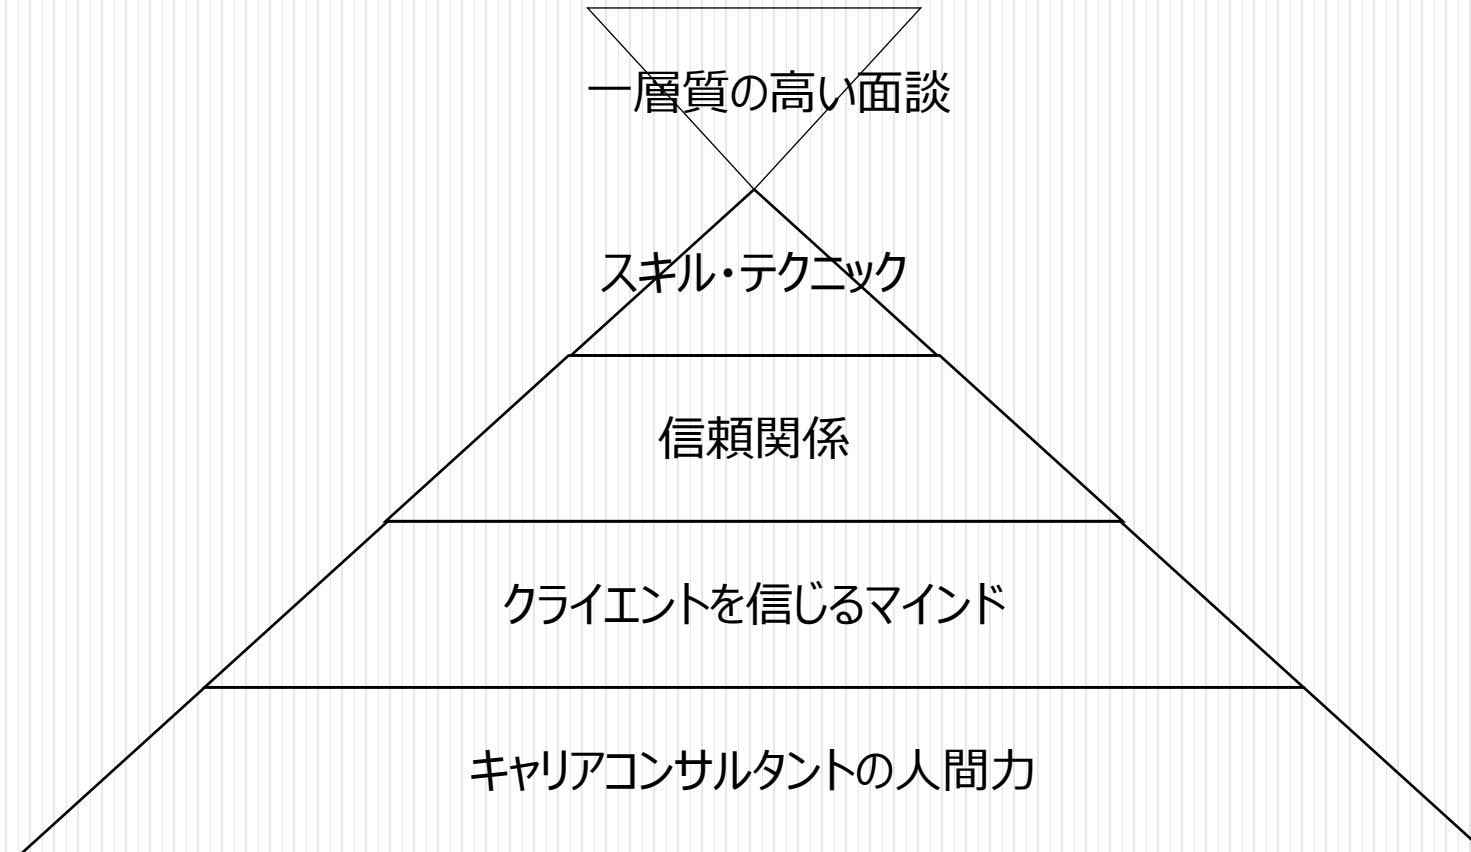 一層質の高い面談
スキル・テクニック
信頼関係
クライエントを信じるマインド
キャリアコンサルタントの人間力